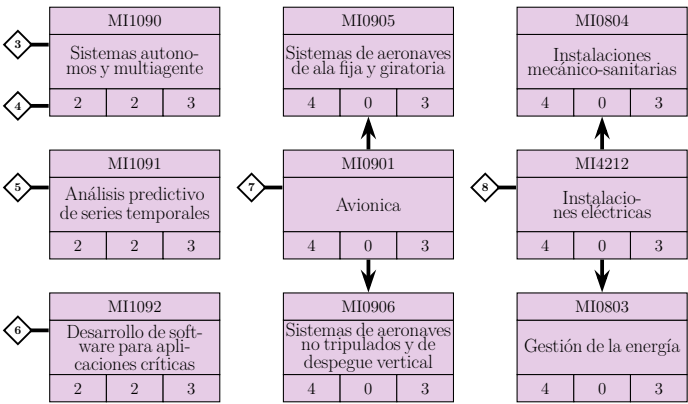 MI1090
3
Sistemas autono-
mos y multiagente
4
2 2 3
MI0905
Sistemas de aeronaves
de ala fija y giratoria
4 0 3
MI0804
Instalaciones
mecánico-sanitarias
4 0 3
MI1091
5
Análisis predictivo
de series temporales
2 2 3
MI0901
7
Avionica
4 0 3
MI4212
8
Instalacio-
nes eléctricas
4 0 3
MI1092
6
Desarrollo de soft-
ware para apli-
caciones críticas
2 2 3
MI0906
Sistemas de aeronaves
no tripulados y de
despegue vertical
4 0 3
MI0803
Gestión de la energía
4 0 3